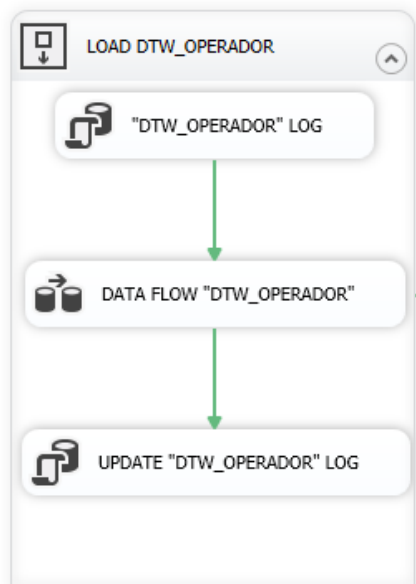 LOAD DTW_OPERADOR
"DTW_OPERADOR" LOG
DATA FLOW "DTW_OPERADOR"
UPDATE "DTW_OPERADOR" LOG